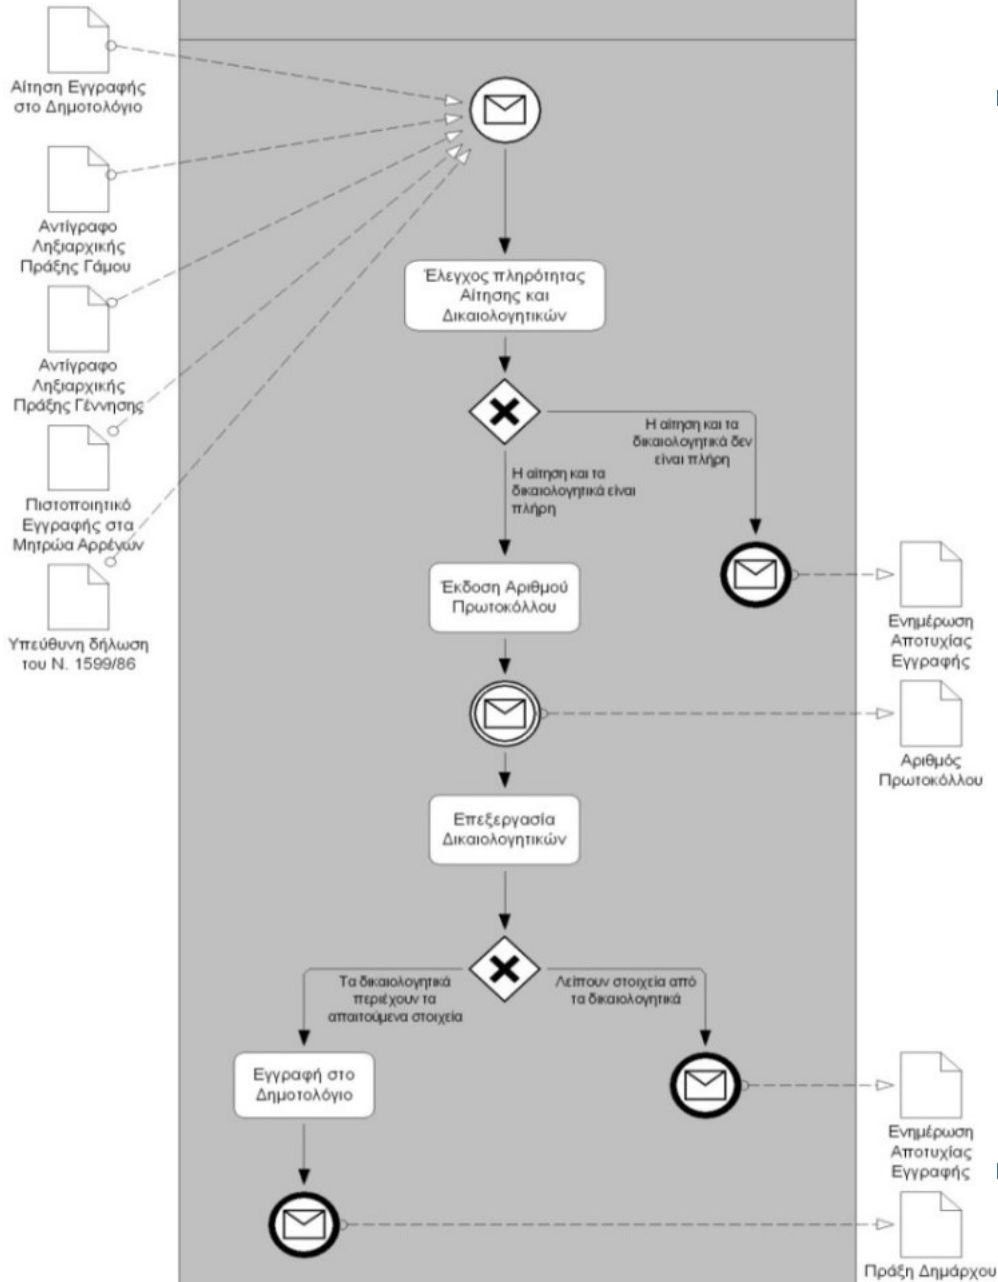 Αίτηση Εγγραφής
στο Δημοτολόγιο
Αντίγραφο
Ληξιαρχικής
Πράξης Γάμου
Αντίγραφο
Ληξιαρχικής
Πράξης Γέννησης
Πιστοποιητικό
Εγγραφής στα
Μητρώα Αρρένων
Υπεύθυνη δήλωση
του Ν. 1599/86
Έλεγχος πληρότητας
Αίτησης και
Δικαιολογητικών
Η αίτηση και τα
δικαιολογητικά δεν
είναι πλήρη
Η αίτηση και τα
δικαιολογητικά είναι
πλήρη
Έκδοση Αριθμού
Πρωτοκόλλου
Ενημέρωση
Αποτυχίας
Εγγραφής
Αριθμός
Πρωτοκόλλου
Επεξεργασία
Δικαιολογητικών
Τα δικαιολογητικά
περιέχουν τα
απαιτούμενα στοιχεία
Λείπουν στοιχεία από
τα δικαιολογητικά
Εγγραφή στο
Δημοτολόγιο
Ενημέρωση
Αποτυχίας
Εγγραφής
Πράξη Δημάρχου